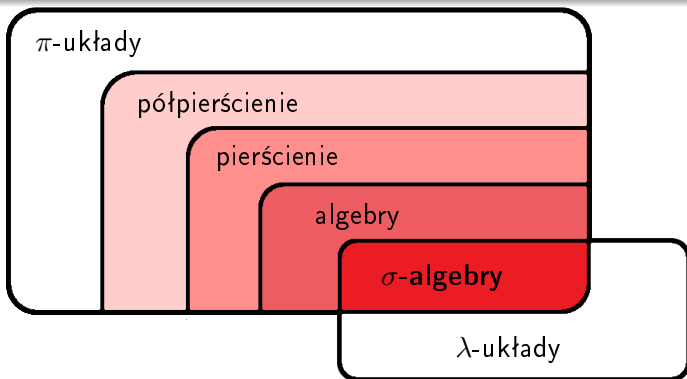 π-układy
półpierścienie
pierścienie
algebry
σ-algebry
λ-układy